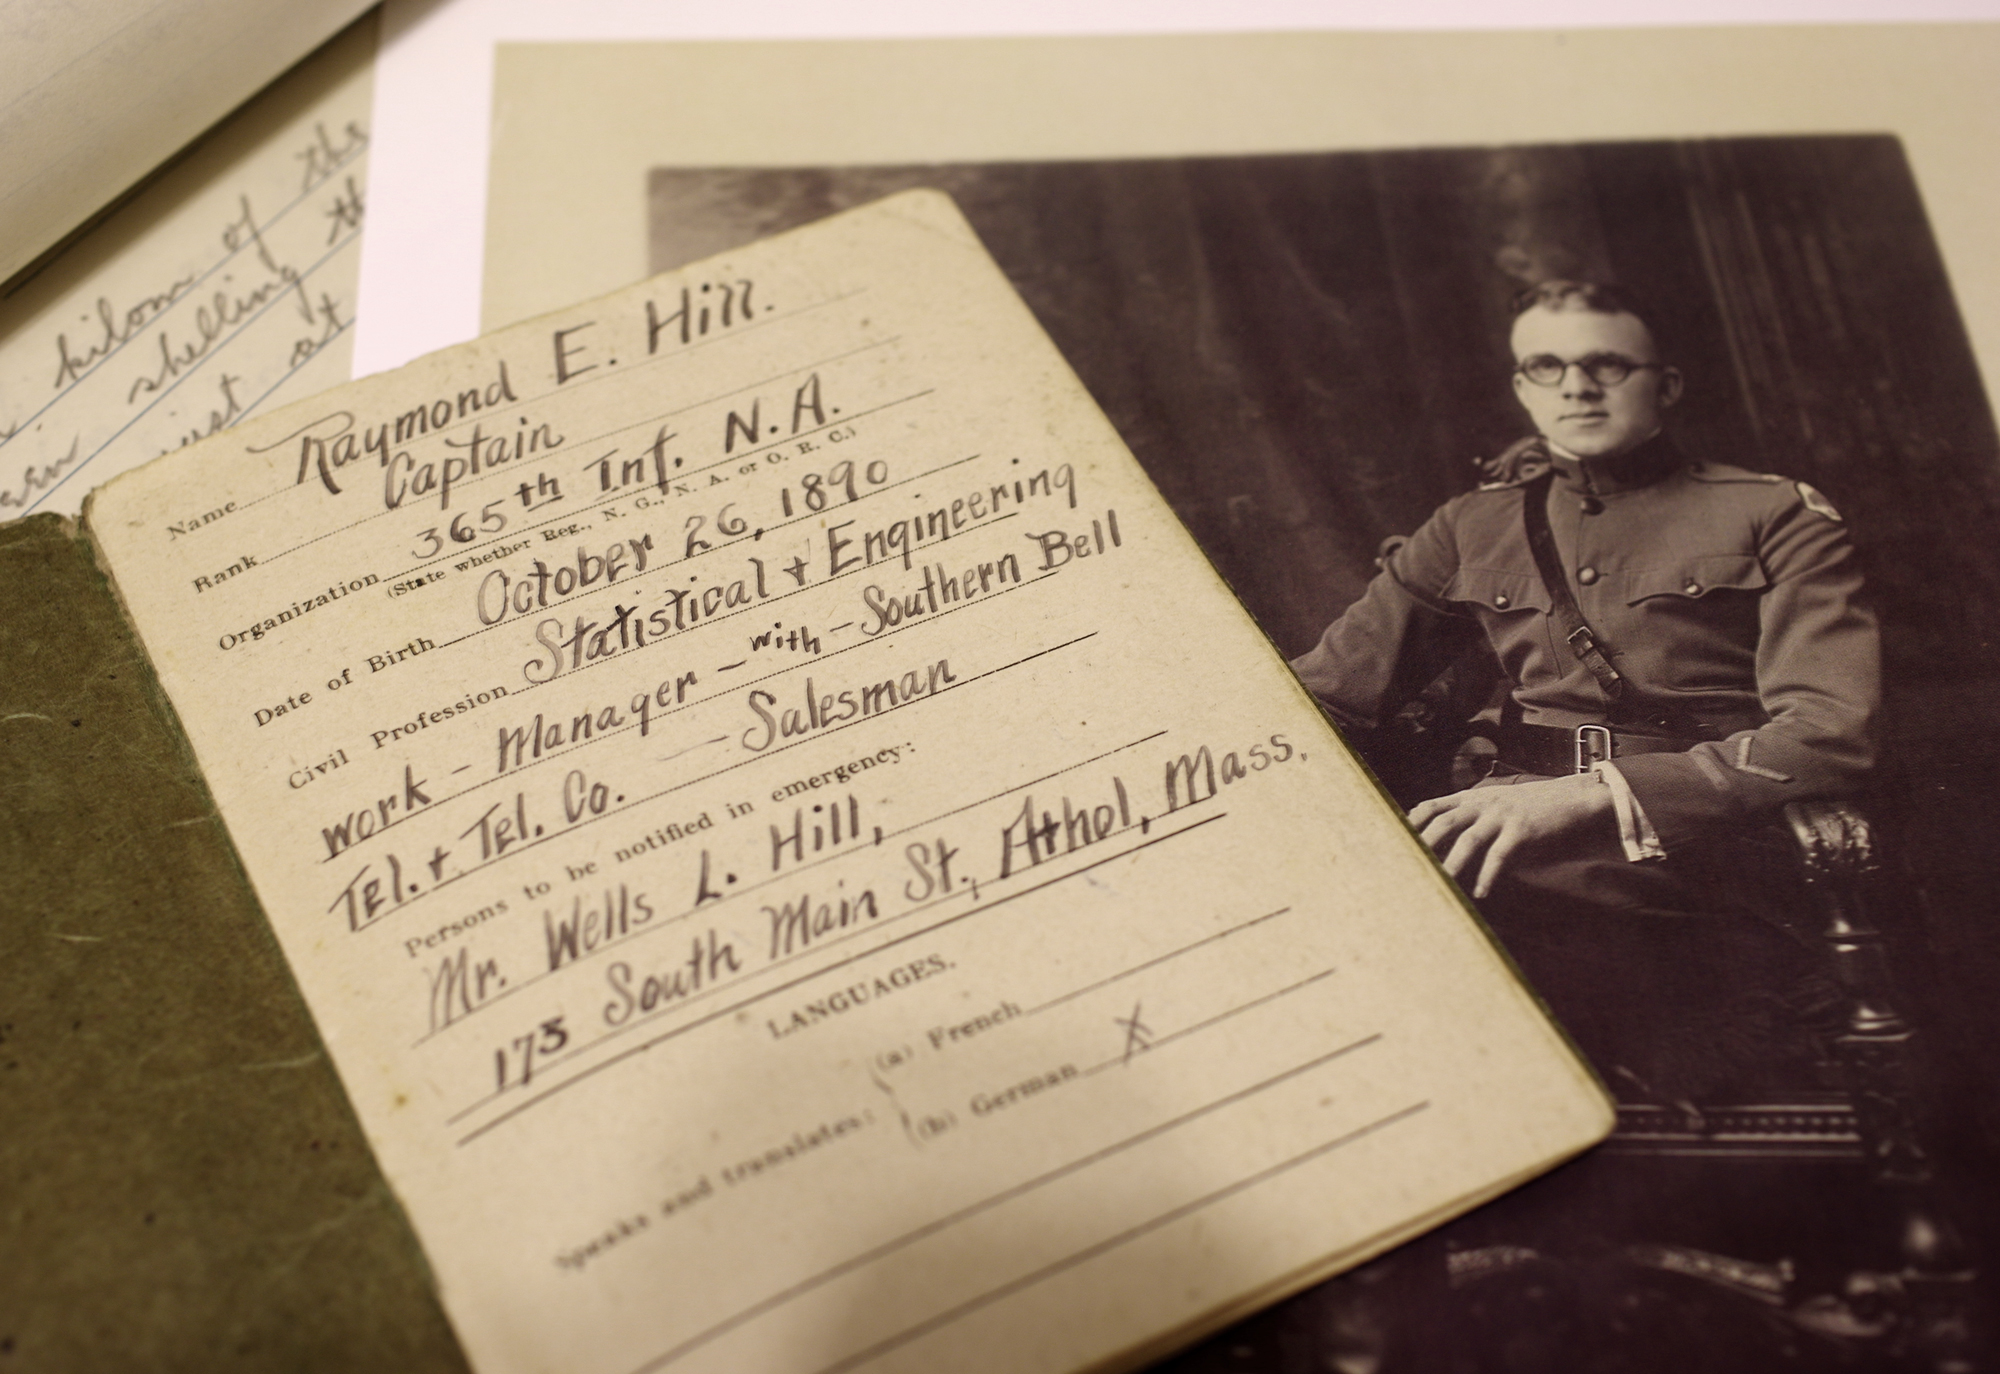 kilom of the
shelling th
just at
Name Raymond E. Hill.
Rank Captain
Organization 365th Inf. N.A.
(State whether Reg., N. G., N. A. or O. R. C.)
Date of Birth October 26, 1890
Civil Profession Statistical + Engineering
work - Manager - with - Southern Bell
Tel. + Tel. Co. - Salesman
Persons to be notified in emergency:
Mr. Wells L. Hill,
173 South Main St., Athol, Mass.
LANGUAGES.
Speaks and translates: (a) French
(b) German X